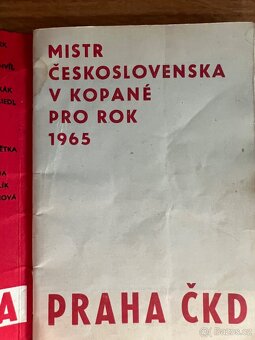 MISTR
ČESKOSLOVENSKA
V KOPANÉ
PRO ROK
1965
A PRAHA ČKD